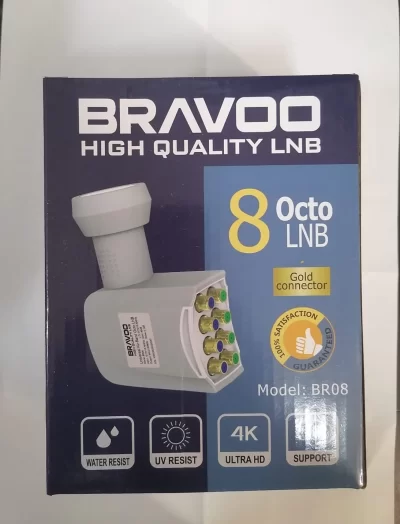 BRAVOO
HIGH QUALITY LNB
8 Octo
LNB
Gold
connector
100% SATISFACTION
GUARANTEED
BRAVOO
Model: BR08
WATER RESIST
UV RESIST
4K
ULTRA HD
SUPPORT